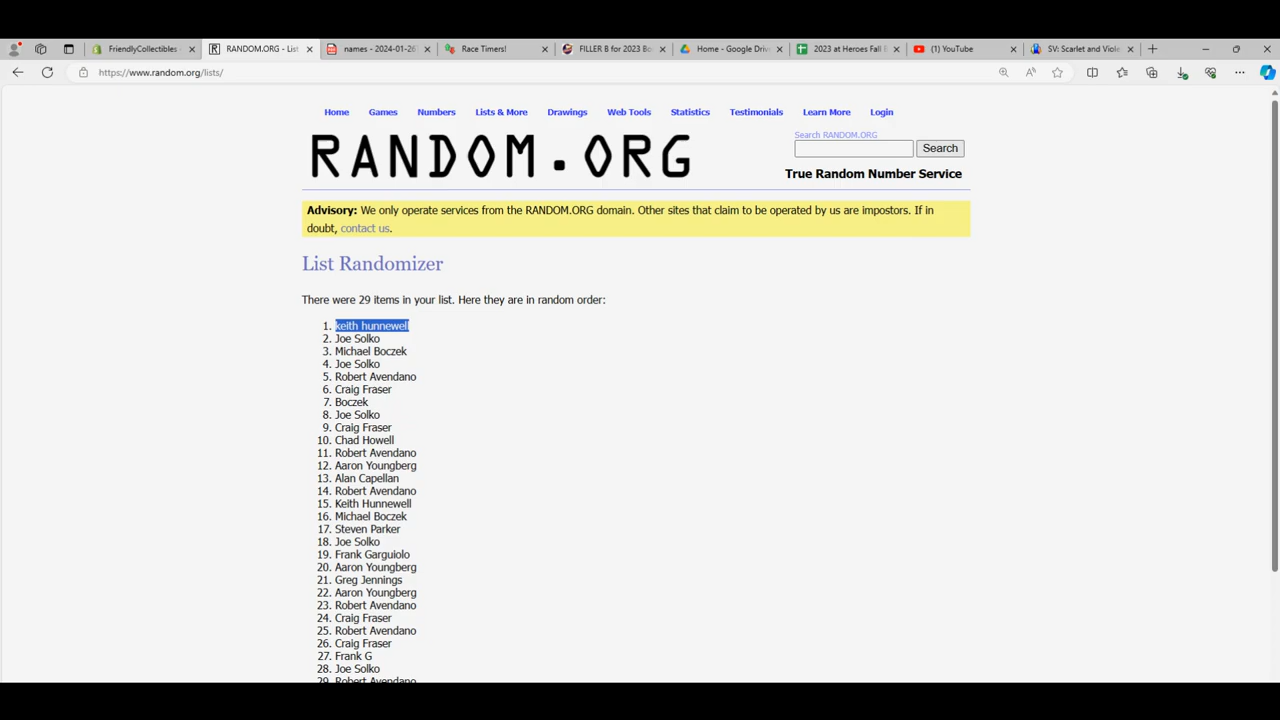 FriendlyCollectibles
RANDOM.ORG - List
names - 2024-01-26
Race Timers!
FILLER B for 2023 Bo
Home - Google Driv
2023 at Heroes Fall E
(1) YouTube
SV: Scarlet and Viole
https://www.random.org/lists/
Home
Games
Numbers
Lists & More
Drawings
Web Tools
Statistics
Testimonials
Learn More
Login
RANDOM.ORG
Search RANDOM.ORG
Search
True Random Number Service
Advisory: We only operate services from the RANDOM.ORG domain. Other sites that claim to be operated by us are impostors. If in
doubt, contact us.
List Randomizer
There were 29 items in your list. Here they are in random order:
1. keith hunnewell
2. Joe Solko
3. Michael Boczek
4. Joe Solko
5. Robert Avendano
6. Craig Fraser
7. Boczek
8. Joe Solko
9. Craig Fraser
10. Chad Howell
11. Robert Avendano
12. Aaron Youngberg
13. Alan Capellan
14. Robert Avendano
15. Keith Hunnewell
16. Michael Boczek
17. Steven Parker
18. Joe Solko
19. Frank Garguiolo
20. Aaron Youngberg
21. Greg Jennings
22. Aaron Youngberg
23. Robert Avendano
24. Craig Fraser
25. Robert Avendano
26. Craig Fraser
27. Frank G
28. Joe Solko
29. Robert Avendano